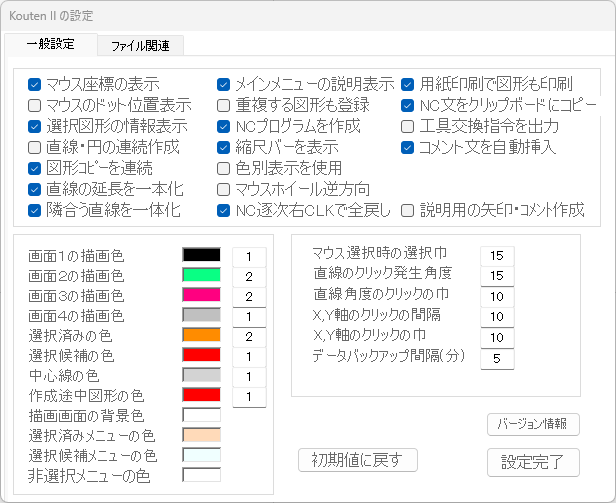 Kouten II の設定
一般設定 ファイル関連
マウス座標の表示 メインメニューの説明表示 用紙印刷で図形も印刷
マウスのドット位置表示 重複する図形も登録 NC文をクリップボードにコピー
選択図形の情報表示 NCプログラムを作成 工具交換指令を出力
直線・円の連続作成 縮尺バーを表示 コメント文を自動挿入
図形コピーを連続 色別表示を使用
直線の延長を一本化 マウスホイール逆方向
隣合う直線を一体化 NC逐次右CLKで全戻し 説明用の矢印・コメント作成
画面1の描画色 1
画面2の描画色 2
画面3の描画色 2
画面4の描画色 1
選択済みの色 2
選択候補の色 1
中心線の色 1
作成途中図形の色 1
描画画面の背景色
選択済みメニューの色
選択候補メニューの色
非選択メニューの色
マウス選択時の選択巾 15
直線のクリック発生角度 15
直線角度のクリックの巾 10
X,Y軸のクリックの間隔 10
X,Y軸のクリックの巾 10
データバックアップ間隔(分) 5
バージョン情報
初期値に戻す 設定完了